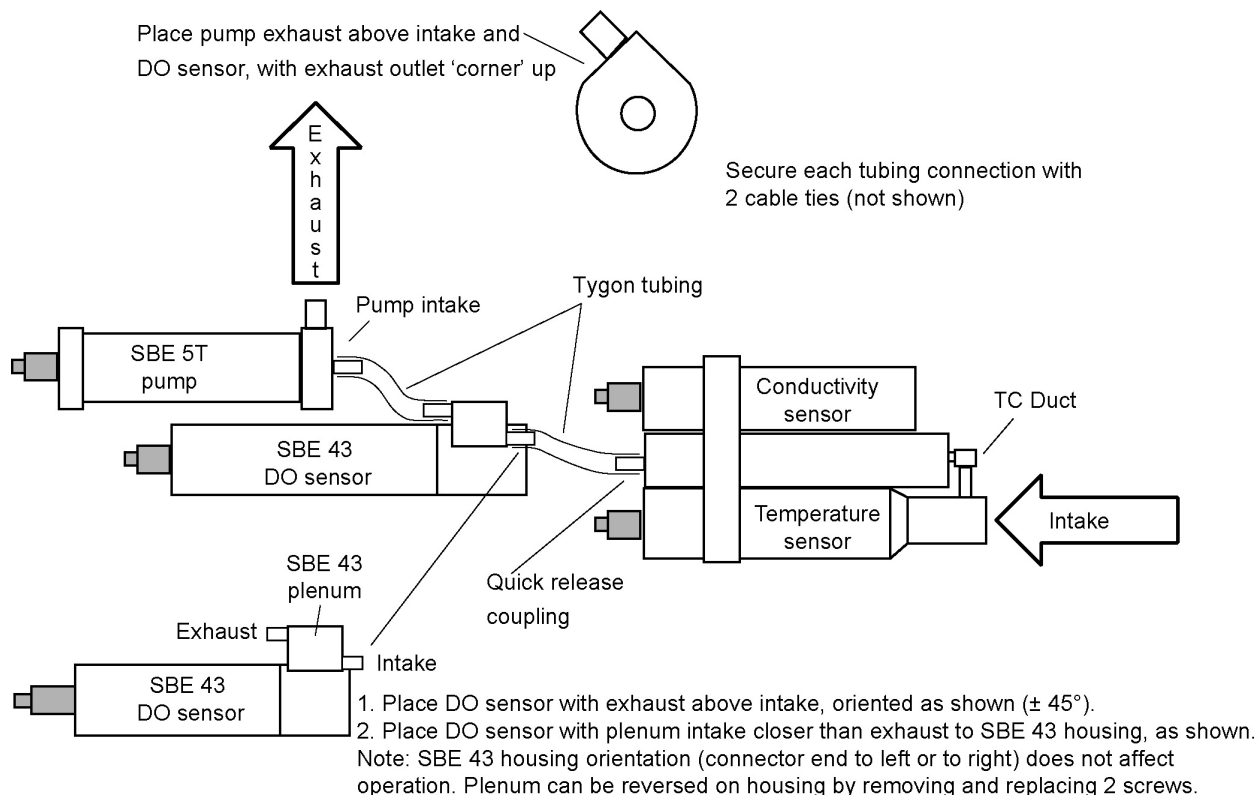 Place pump exhaust above intake and
DO sensor, with exhaust outlet ‘corner’ up
Exhaust
Secure each tubing connection with
2 cable ties (not shown)
Tygon tubing
Pump intake
SBE 5T
pump
Conductivity
sensor
TC Duct
SBE 43
DO sensor
Temperature
sensor
Intake
SBE 43
plenum
Quick release
coupling
Exhaust
Intake
SBE 43
DO sensor
1. Place DO sensor with exhaust above intake, oriented as shown (± 45°).
2. Place DO sensor with plenum intake closer than exhaust to SBE 43 housing, as shown.
Note: SBE 43 housing orientation (connector end to left or to right) does not affect
operation. Plenum can be reversed on housing by removing and replacing 2 screws.